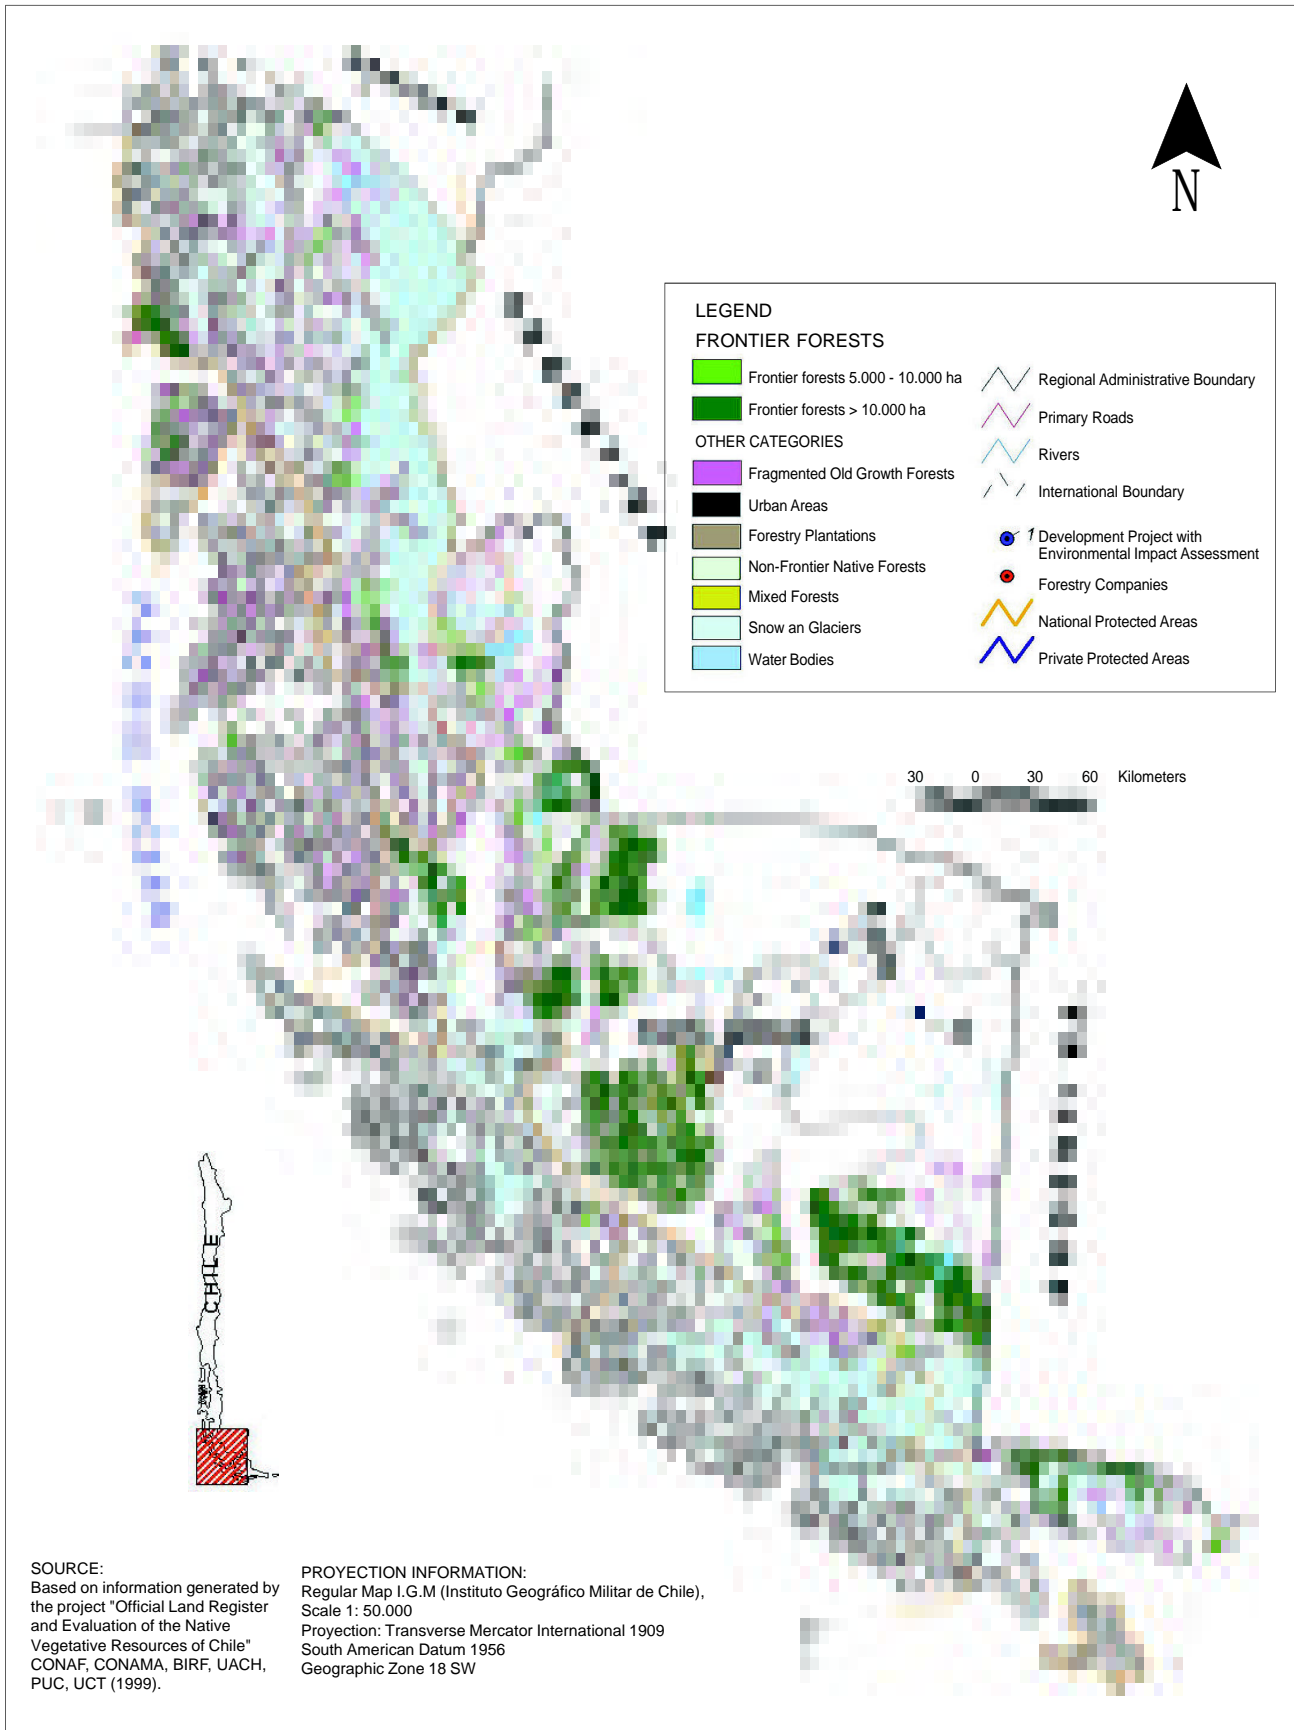 N
LEGEND
FRONTIER FORESTS
Frontier forests 5.000 - 10.000 ha
Frontier forests > 10.000 ha
OTHER CATEGORIES
Fragmented Old Growth Forests
Urban Areas
Forestry Plantations
Non-Frontier Native Forests
Mixed Forests
Snow an Glaciers
Water Bodies
Regional Administrative Boundary
Primary Roads
Rivers
International Boundary
1 Development Project with
Environmental Impact Assessment
Forestry Companies
National Protected Areas
Private Protected Areas
30 0 30 60 Kilometers
CHILE
SOURCE:
Based on information generated by
the project "Official Land Register
and Evaluation of the Native
Vegetative Resources of Chile"
CONAF, CONAMA, BIRF, UACH,
PUC, UCT (1999).
PROYECTION INFORMATION:
Regular Map I.G.M (Instituto Geográfico Militar de Chile),
Scale 1: 50.000
Proyection: Transverse Mercator International 1909
South American Datum 1956
Geographic Zone 18 SW